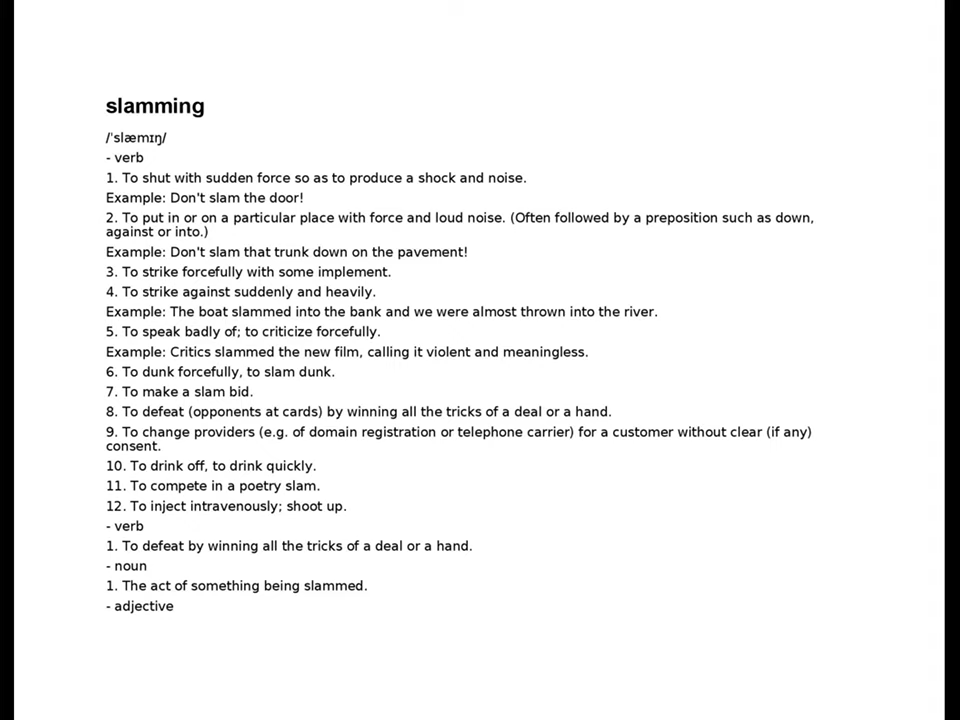 slamming
/ˈslæmɪŋ/
- verb
1. To shut with sudden force so as to produce a shock and noise.
Example: Don't slam the door!
2. To put in or on a particular place with force and loud noise. (Often followed by a preposition such as down,
against or into.)
Example: Don't slam that trunk down on the pavement!
3. To strike forcefully with some implement.
4. To strike against suddenly and heavily.
Example: The boat slammed into the bank and we were almost thrown into the river.
5. To speak badly of; to criticize forcefully.
Example: Critics slammed the new film, calling it violent and meaningless.
6. To dunk forcefully, to slam dunk.
7. To make a slam bid.
8. To defeat (opponents at cards) by winning all the tricks of a deal or a hand.
9. To change providers (e.g. of domain registration or telephone carrier) for a customer without clear (if any)
consent.
10. To drink off, to drink quickly.
11. To compete in a poetry slam.
12. To inject intravenously; shoot up.
- verb
1. To defeat by winning all the tricks of a deal or a hand.
- noun
1. The act of something being slammed.
- adjective